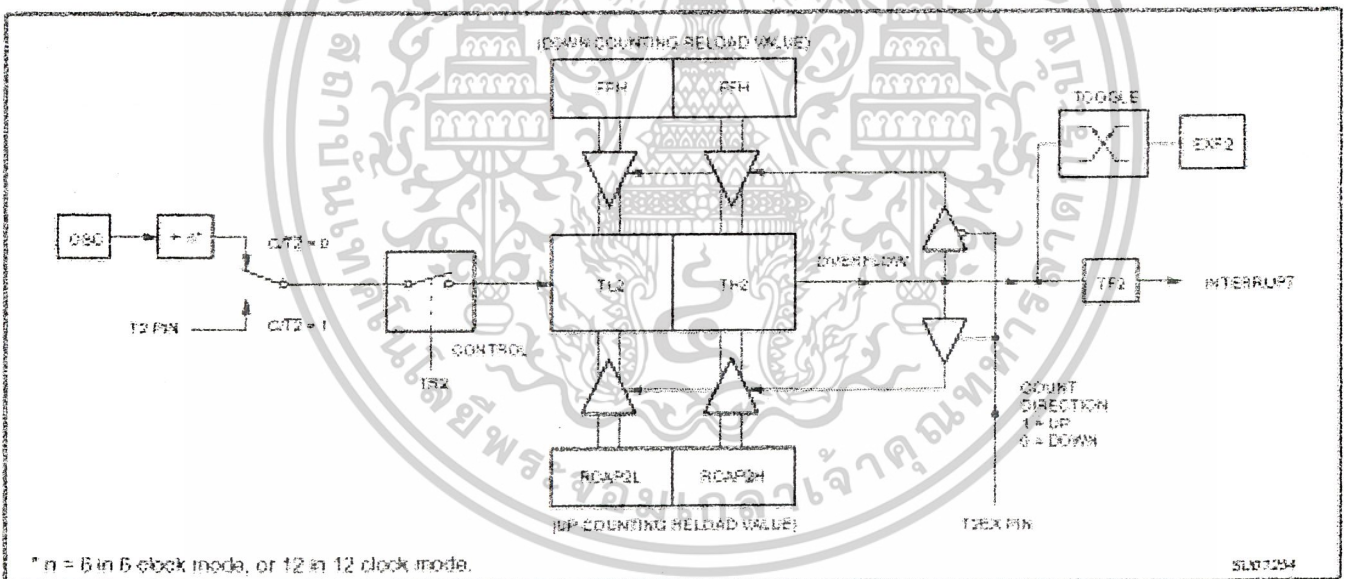 (DOWN COUNTING RELOAD VALUE)
FFH
FFH
TOGGLE
EXF2
OSC
÷ n*
C/T2 = 0
T2 PIN
C/T2 = 1
CONTROL
TR2
TL2
TH2
OVERFLOW
TF2
INTERRUPT
COUNT
DIRECTION
1 = UP
0 = DOWN
RCAP2L
RCAP2H
(UP COUNTING RELOAD VALUE)
T2EX PIN
* n = 6 in 6 clock mode, or 12 in 12 clock mode.
SU01254